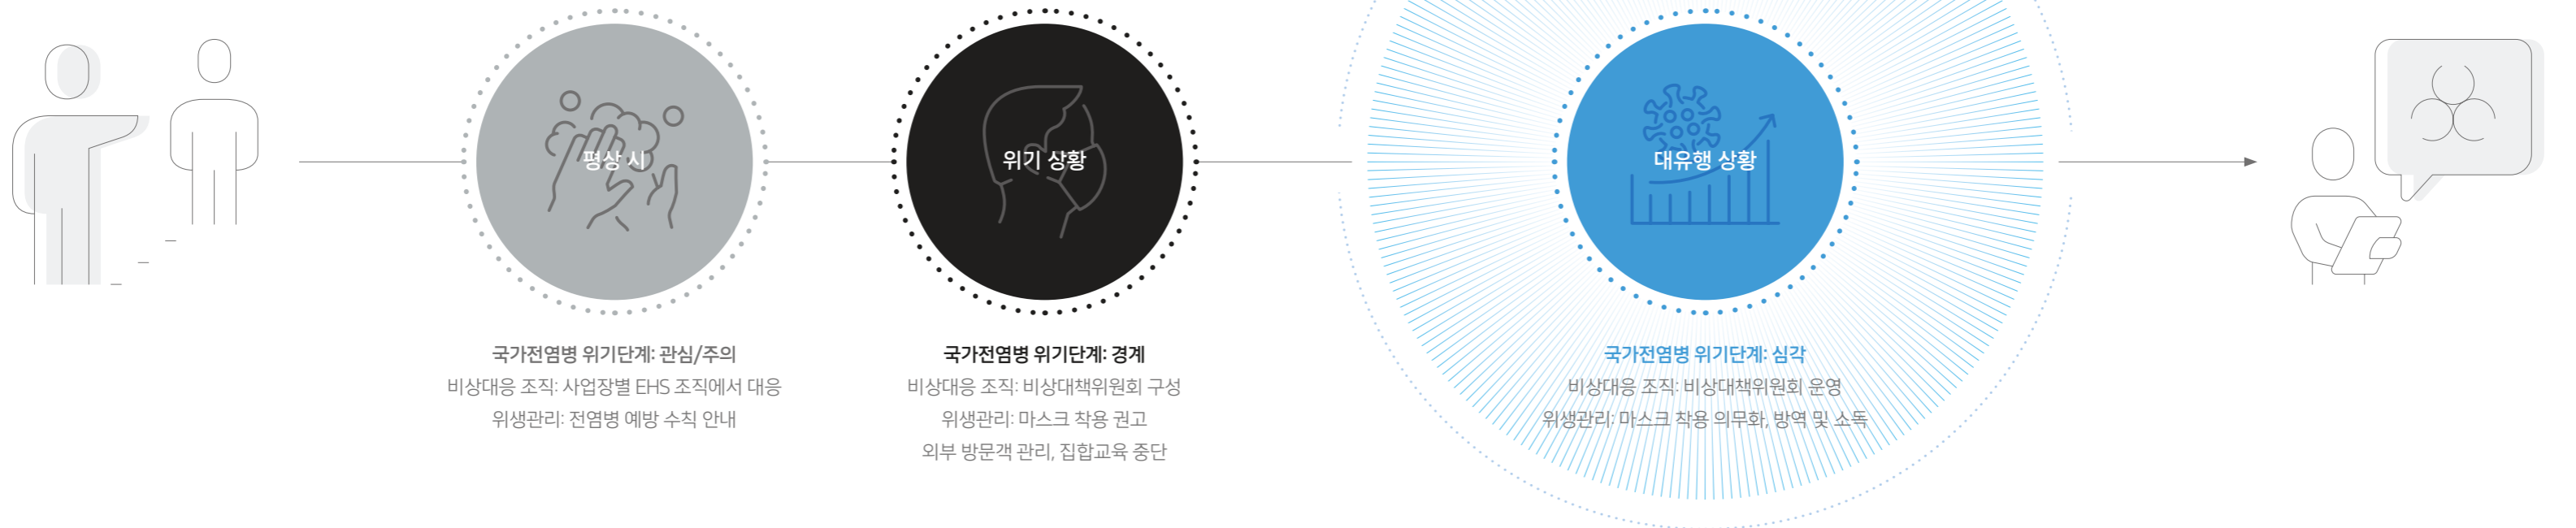 평상 시
국가전염병 위기단계: 관심/주의
비상대응 조직: 사업장별 EHS 조직에서 대응
위생관리: 전염병 예방 수칙 안내
위기 상황
국가전염병 위기단계: 경계
비상대응 조직: 비상대책위원회 구성
위생관리: 마스크 착용 권고
외부 방문객 관리, 집합교육 중단
대유행 상황
국가전염병 위기단계: 심각
비상대응 조직: 비상대책위원회 운영
위생관리: 마스크 착용 의무화, 방역 및 소독